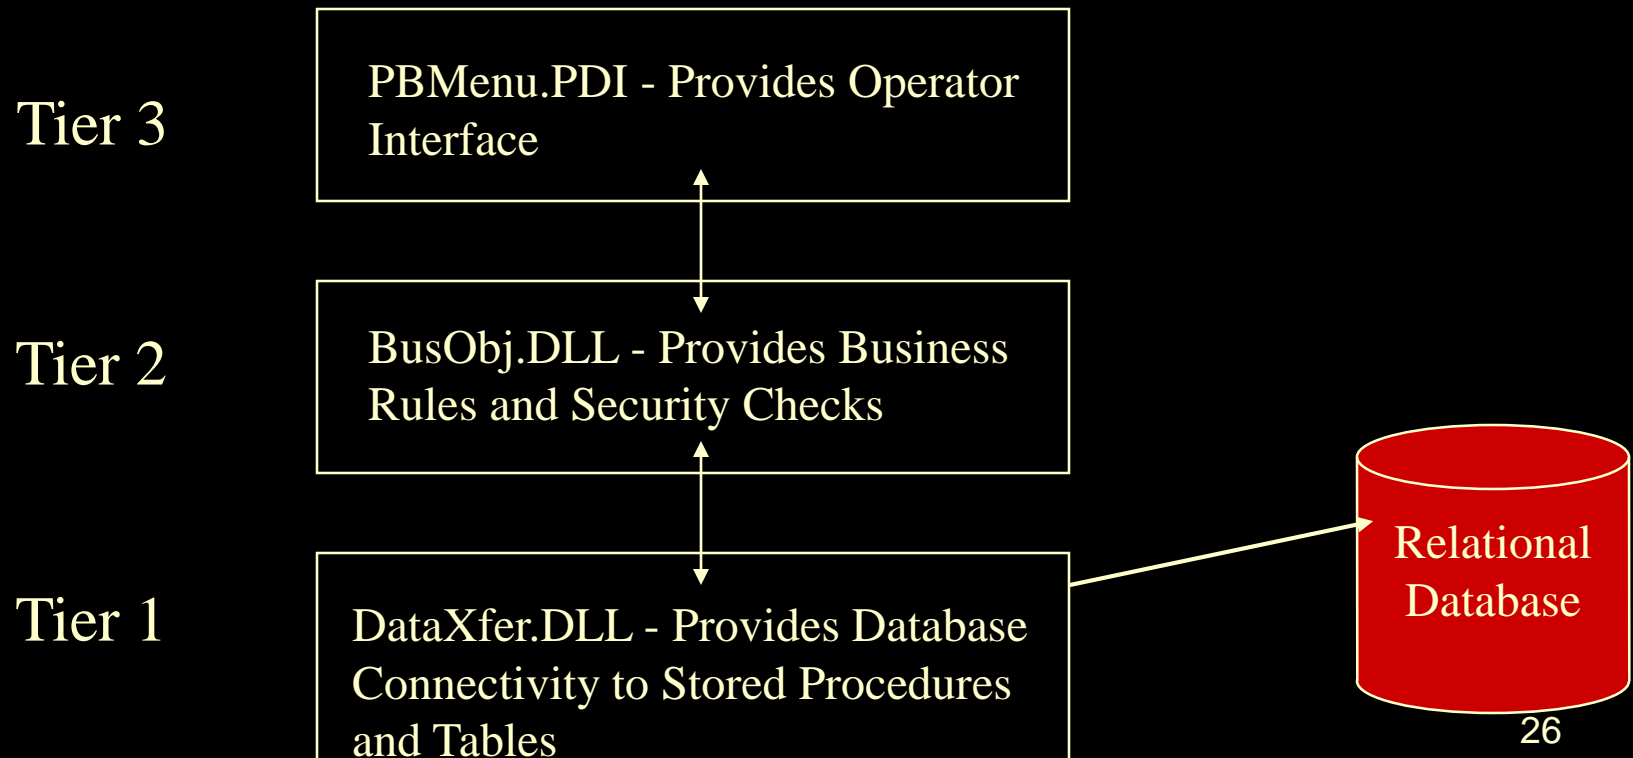 Tier 3
PBMenu.PDI - Provides Operator
Interface
Tier 2
BusObj.DLL - Provides Business
Rules and Security Checks
Tier 1
DataXfer.DLL - Provides Database
Connectivity to Stored Procedures
and Tables
Relational
Database
26